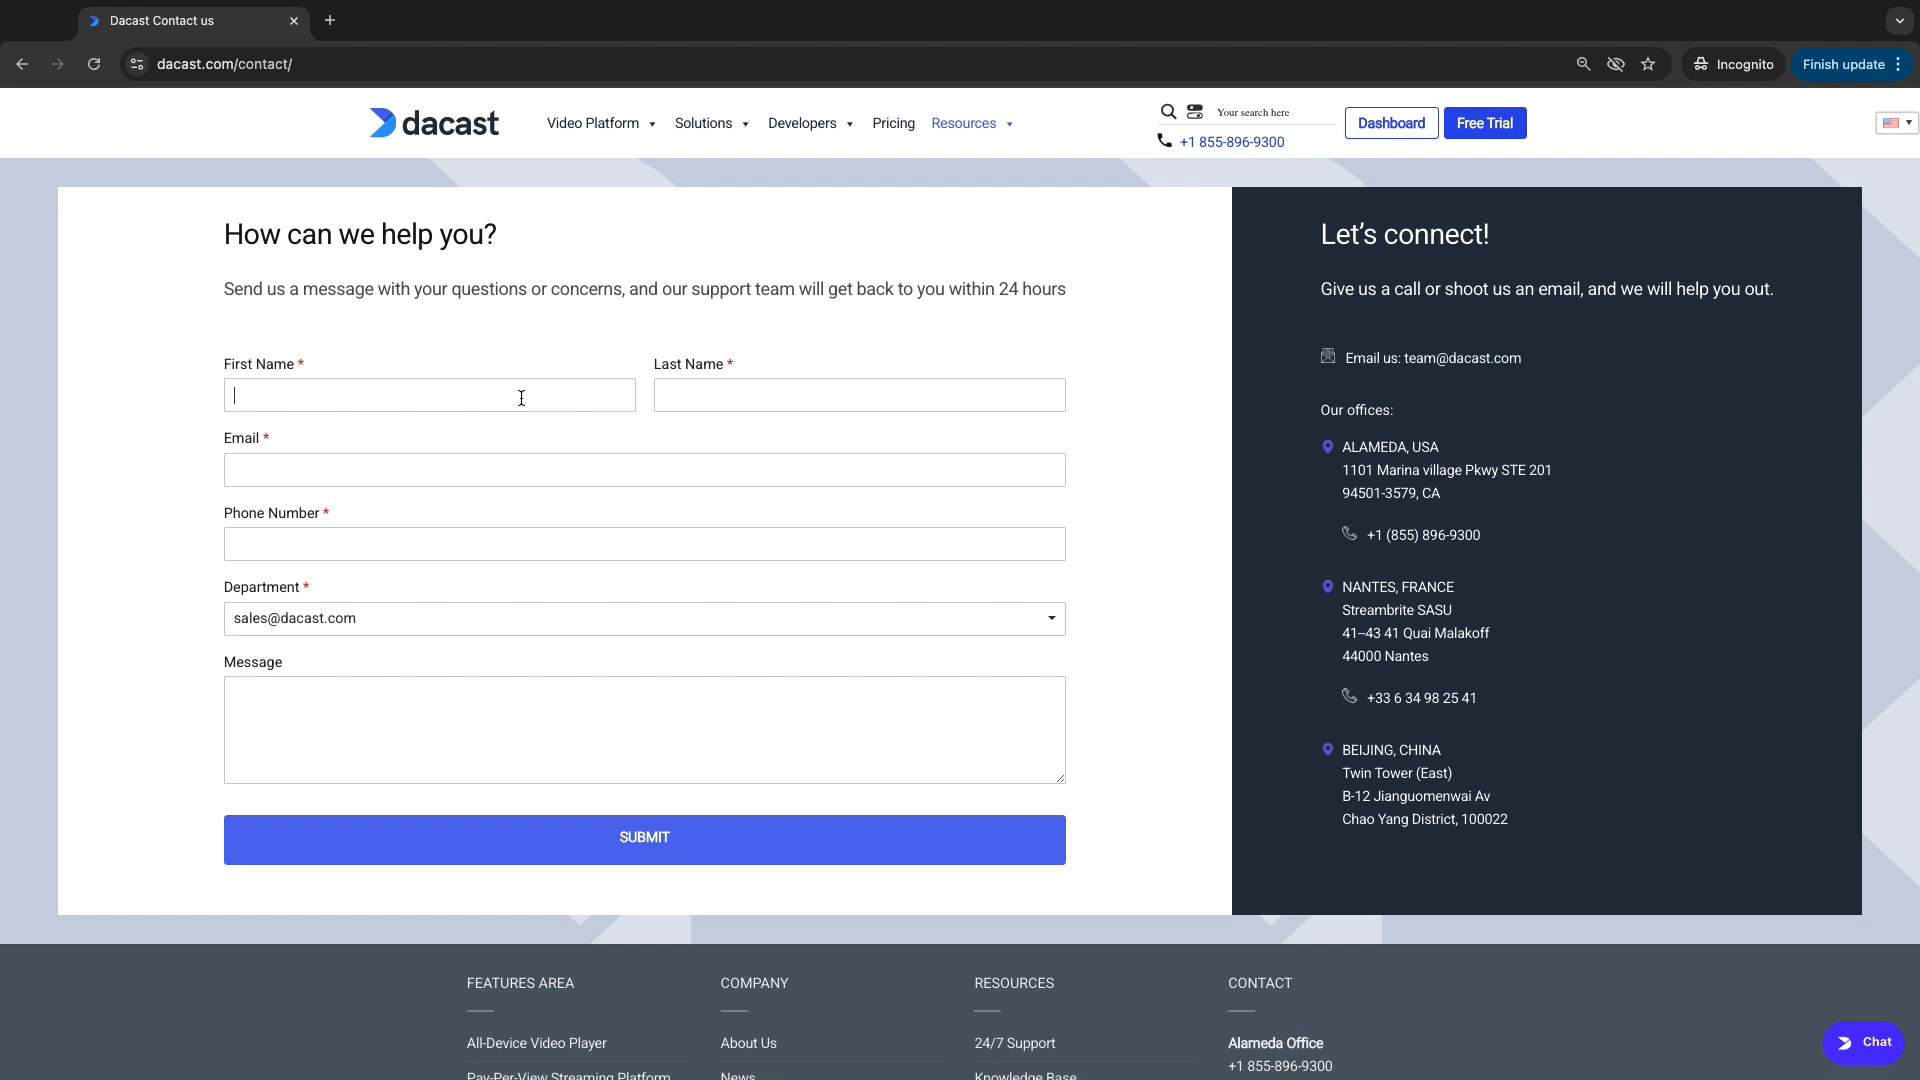 Dacast Contact us
dacast.com/contact/
Incognito
Finish update
dacast
Video Platform
Solutions
Developers
Pricing
Resources
Your search here
+1 855-896-9300
Dashboard
Free Trial
How can we help you?
Send us a message with your questions or concerns, and our support team will get back to you within 24 hours
First Name *
Last Name *
Email *
Phone Number *
Department *
sales@dacast.com
Message
SUBMIT
Let’s connect!
Give us a call or shoot us an email, and we will help you out.
Email us: team@dacast.com
Our offices:
ALAMEDA, USA
1101 Marina village Pkwy STE 201
94501-3579, CA
+1 (855) 896-9300
NANTES, FRANCE
Streambrite SASU
41–43 41 Quai Malakoff
44000 Nantes
+33 6 34 98 25 41
BEIJING, CHINA
Twin Tower (East)
B-12 Jianguomenwai Av
Chao Yang District, 100022
FEATURES AREA
COMPANY
RESOURCES
CONTACT
All-Device Video Player
About Us
24/7 Support
Alameda Office
+1 855-896-9300
Pay-Per-View Streaming Platform
News
Knowledge Base
Chat